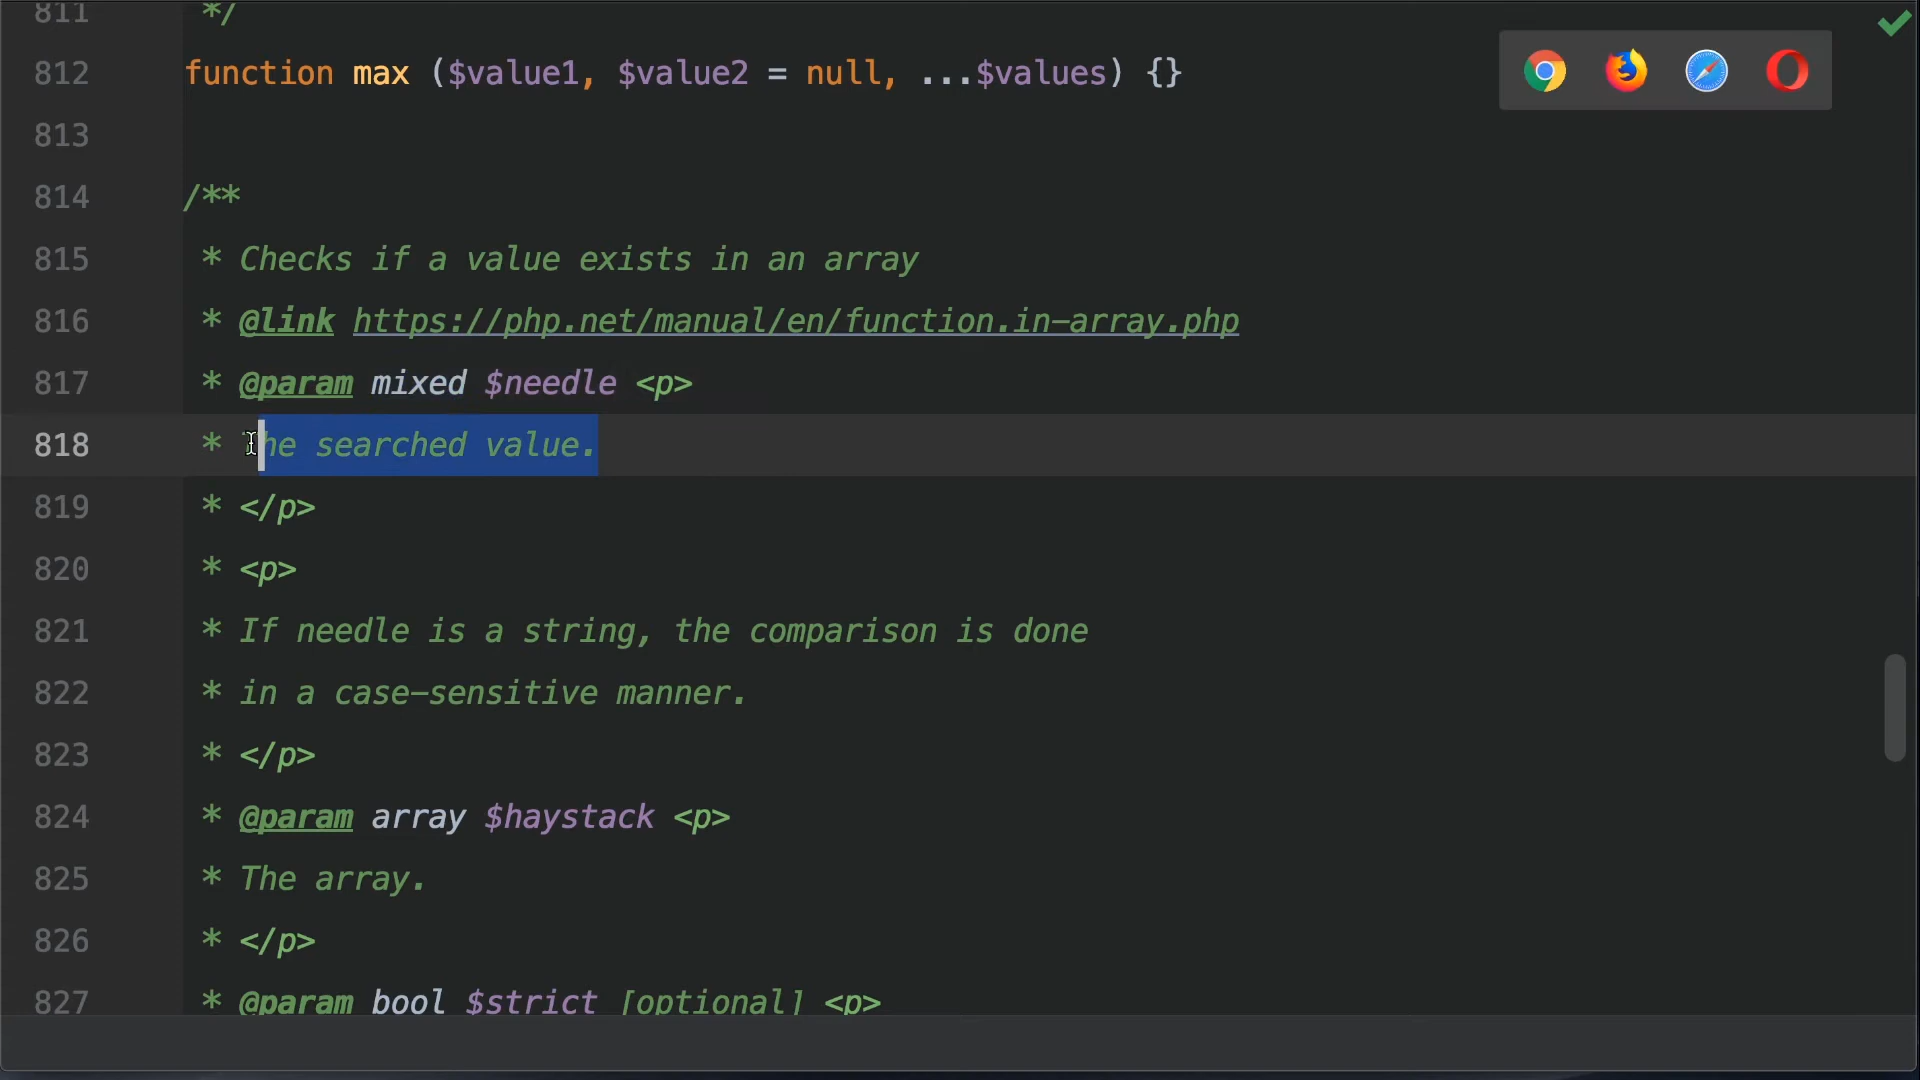 811 */
812 function max ($value1, $value2 = null, ...$values) {}
813
814 /**
815 * Checks if a value exists in an array
816 * @link https://php.net/manual/en/function.in-array.php
817 * @param mixed $needle <p>
818 * The searched value.
819 * </p>
820 * <p>
821 * If needle is a string, the comparison is done
822 * in a case-sensitive manner.
823 * </p>
824 * @param array $haystack <p>
825 * The array.
826 * </p>
827 * @param bool $strict [optional] <p>